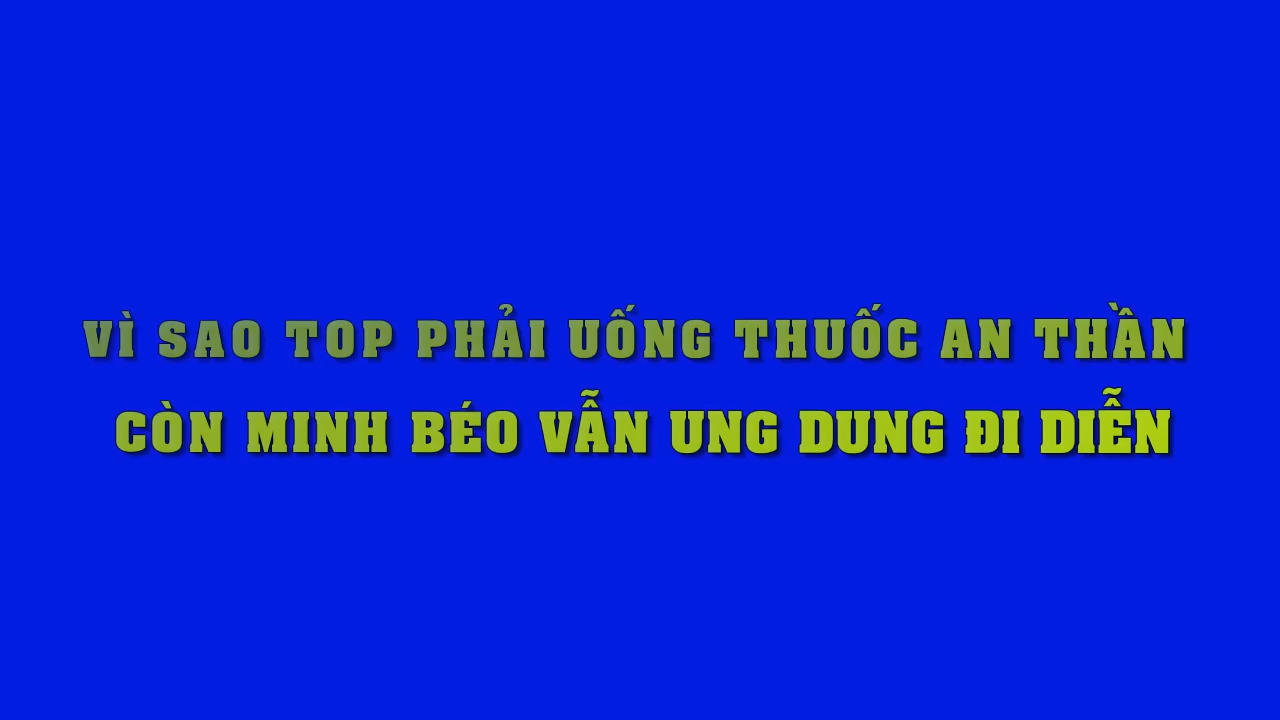 VÌ SAO TOP PHẢI UỐNG THUỐC AN THẦN
CÒN MINH BÉO VẪN UNG DUNG ĐI DIỄN